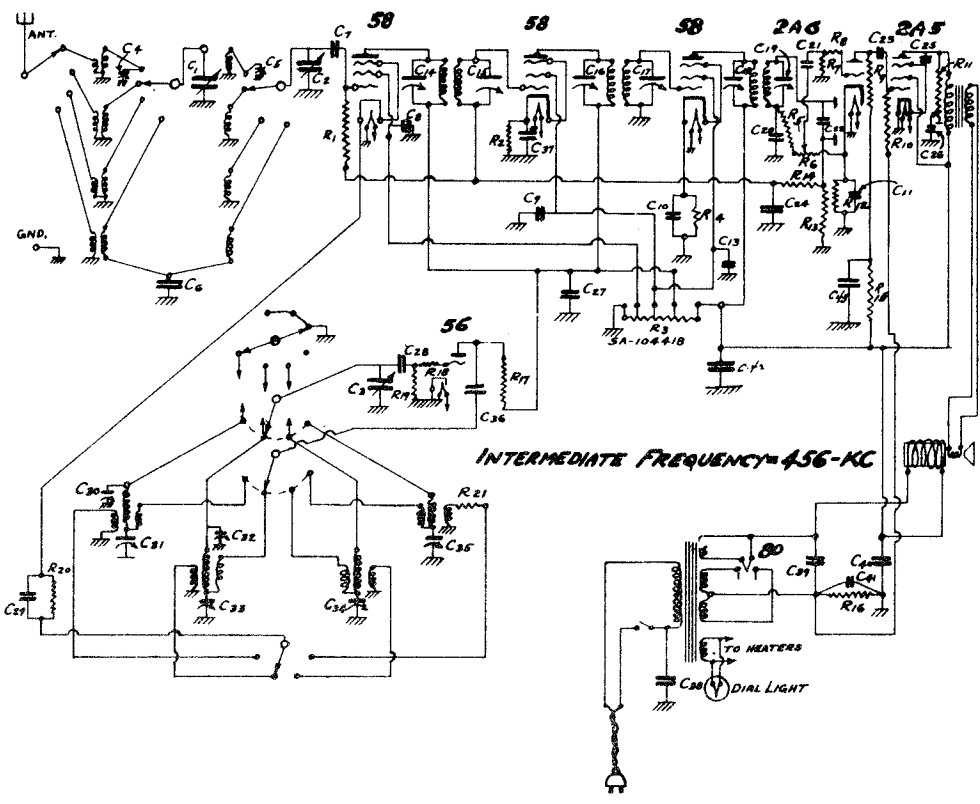 58
58
58
2A6
2A5
ANT.
C4
C1
C5
C2
C7
C14
C15
C16
C17
C19
C21
R8
R7
C23
R9
C25
R11
R1
C8
R2
C37
C20
R5
R6
R10
C26
R14
C11
R12
GND.
C6
C9
C10
R4
C13
C24
R13
C27
R3
SA-104418
R15
56
C3
C28
R18
R19
C36
R17
INTERMEDIATE FREQUENCY=456-KC
C30
C31
C32
C33
C34
C35
R21
R20
C29
80
C39
C40
C41
R16
TO HEATERS
C38
DIAL LIGHT